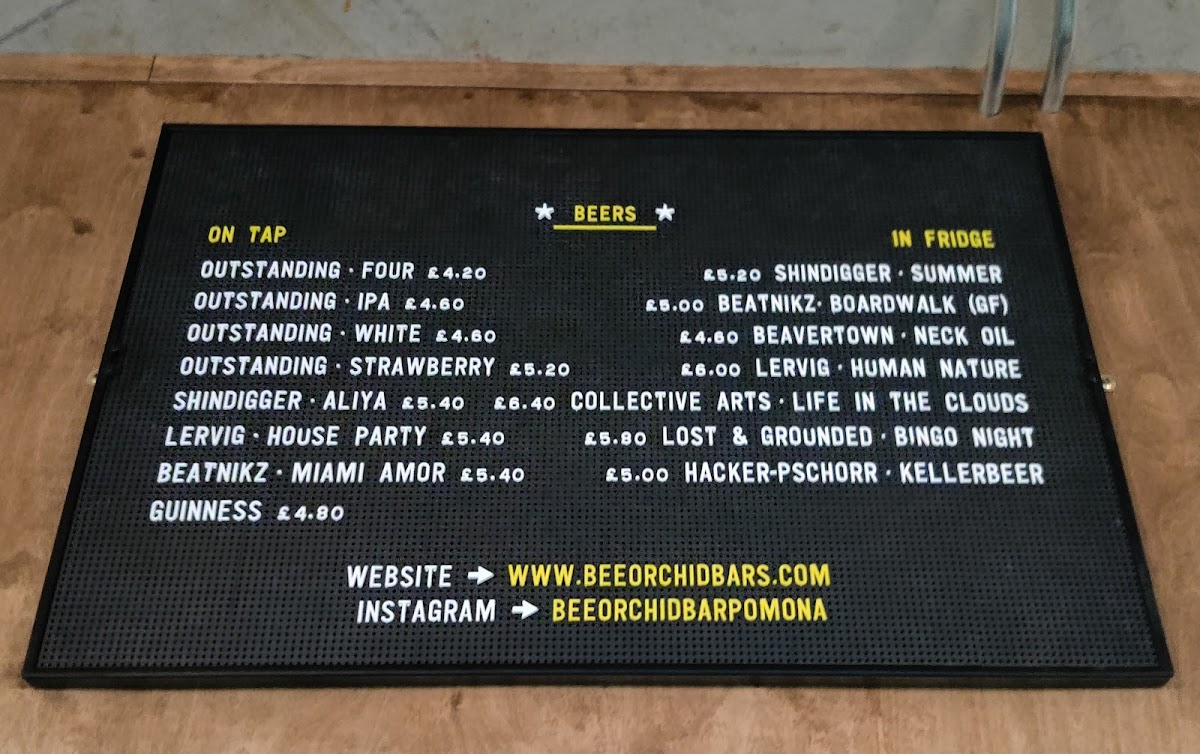 ★ BEERS ★
ON TAP
OUTSTANDING · FOUR £4.20
OUTSTANDING · IPA £4.60
OUTSTANDING · WHITE £4.60
OUTSTANDING · STRAWBERRY £5.20
SHINDIGGER · ALIYA £5.40
LERVIG · HOUSE PARTY £5.40
BEATNIKZ · MIAMI AMOR £5.40
GUINNESS £4.80
IN FRIDGE
£5.20 SHINDIGGER · SUMMER
£5.00 BEATNIKZ · BOARDWALK (GF)
£4.60 BEAVERTOWN · NECK OIL
£6.00 LERVIG · HUMAN NATURE
£6.40 COLLECTIVE ARTS · LIFE IN THE CLOUDS
£5.80 LOST & GROUNDED · BINGO NIGHT
£5.00 HACKER-PSCHORR · KELLERBEER
WEBSITE → WWW.BEEORCHIDBARS.COM
INSTAGRAM → BEEORCHIDBARPOMONA